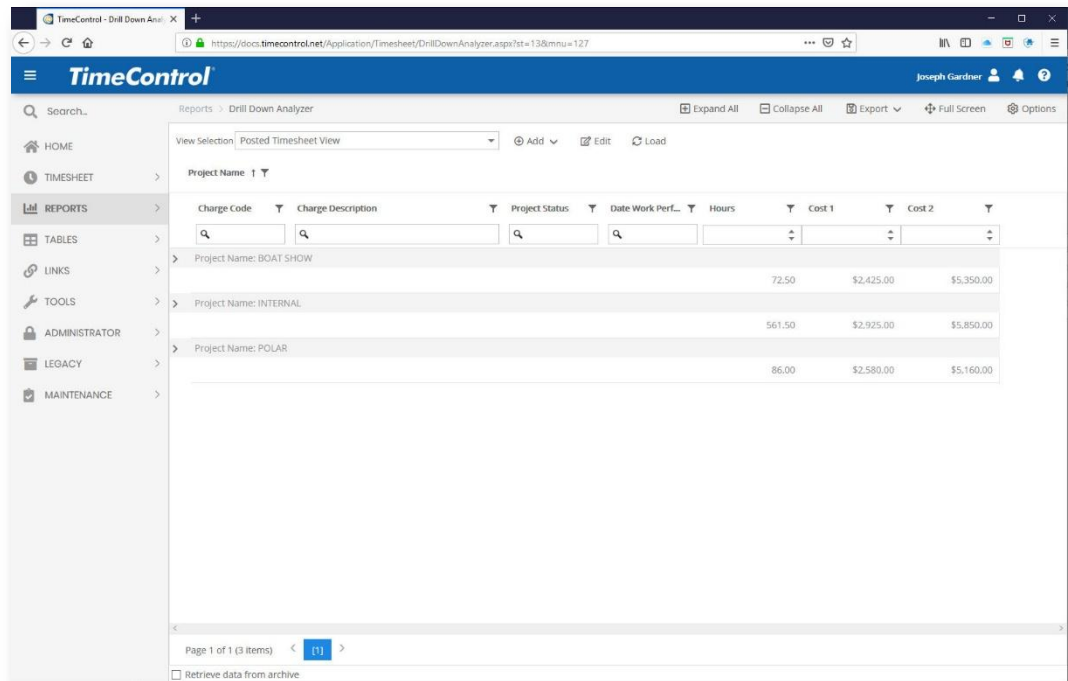 TimeControl - Drill Down Anal
https://docs.timecontrol.net/Application/Timesheet/DrillDownAnalyzer.aspx?st=13&mnu=127
TimeControl
Joseph Gardner
Search..
Reports > Drill Down Analyzer
Expand All
Collapse All
Export
Full Screen
Options
View Selection Posted Timesheet View
Add
Edit
Load
HOME
TIMESHEET
REPORTS
TABLES
LINKS
TOOLS
ADMINISTRATOR
LEGACY
MAINTENANCE
Project Name
Charge Code Charge Description Project Status Date Work Perf... Hours Cost 1 Cost 2
Project Name: BOAT SHOW
72.50 $2,425.00 $5,350.00
Project Name: INTERNAL
561.50 $2,925.00 $5,850.00
Project Name: POLAR
86.00 $2,580.00 $5,160.00
Page 1 of 1 (3 items) [1]
Retrieve data from archive